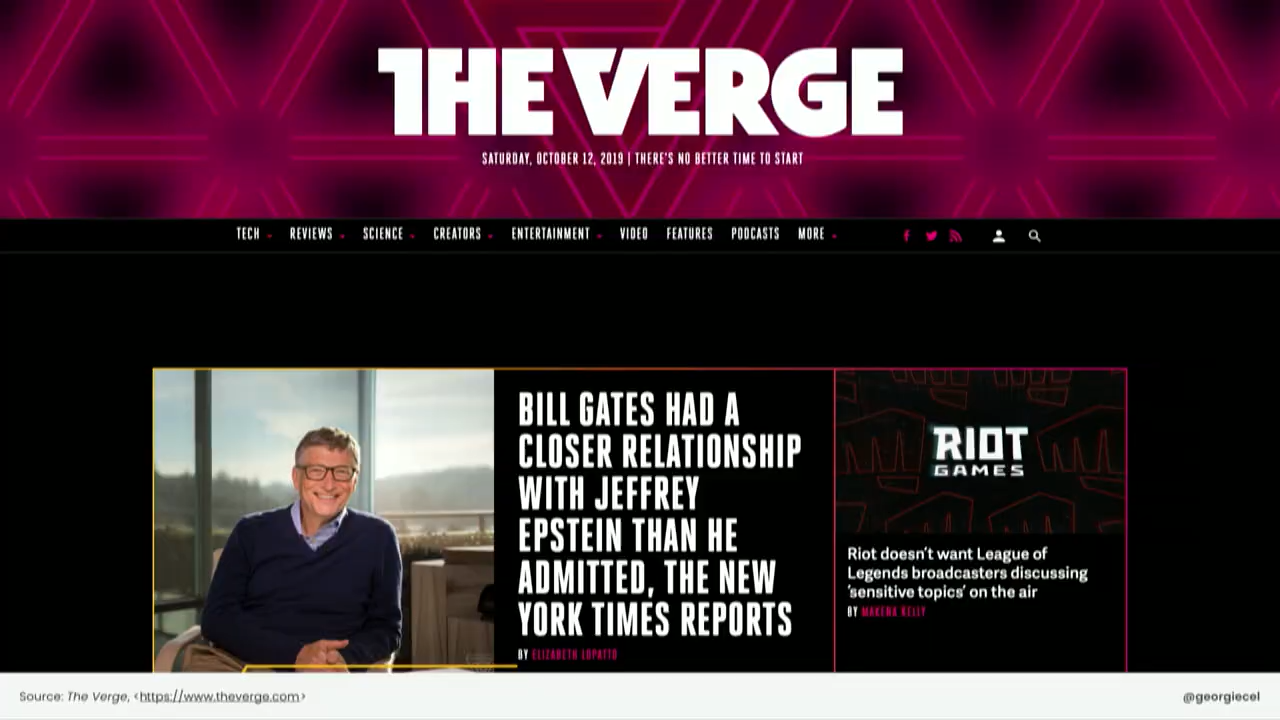 THE VERGE
SATURDAY, OCTOBER 12, 2019 | THERE'S NO BETTER TIME TO START
TECH REVIEWS SCIENCE CREATORS ENTERTAINMENT VIDEO FEATURES PODCASTS MORE
BILL GATES HAD A
CLOSER RELATIONSHIP
WITH JEFFREY
EPSTEIN THAN HE
ADMITTED, THE NEW
YORK TIMES REPORTS
BY ELIZABETH LOPATTO
RIOT
GAMES
Riot doesn't want League of
Legends broadcasters discussing
'sensitive topics' on the air
BY MAKENA KELLY
Source: The Verge, <https://www.theverge.com>
@georgiecel